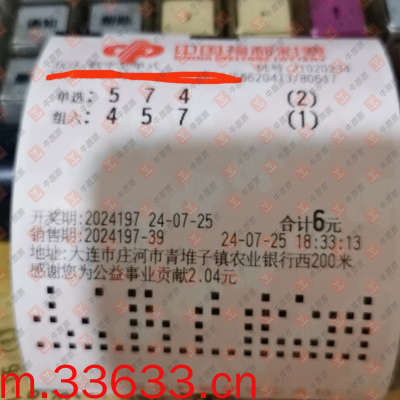 中国福利彩票
CHINA WELFARE LOTTERY
单选: 5 7 4 (2)
组六: 4 5 7 (1)
开奖期:2024197 24-07-25 合计6元
销售期:2024197-39 24-07-25 18:33:13
地址:大连市庄河市青堆子镇农业银行西200米
感谢您为公益事业贡献2.04元
m.33633.cn